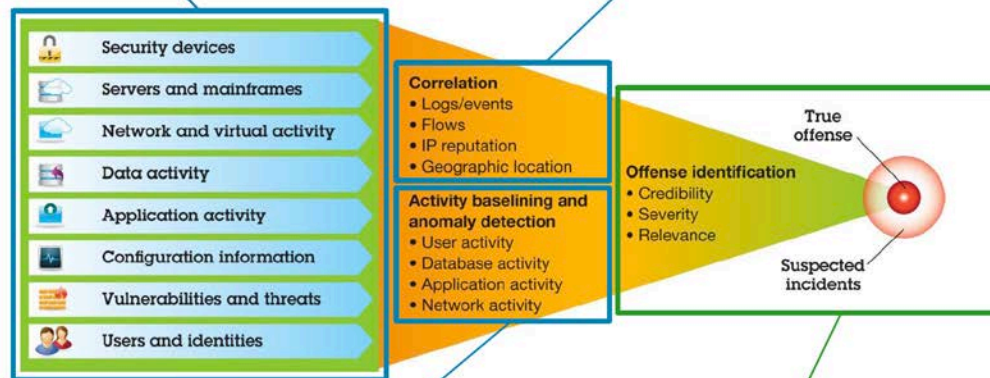 Security devices
Servers and mainframes
Network and virtual activity
Data activity
Application activity
Configuration information
Vulnerabilities and threats
Users and identities
Correlation
• Logs/events
• Flows
• IP reputation
• Geographic location
Activity baselining and
anomaly detection
• User activity
• Database activity
• Application activity
• Network activity
Offense identification
• Credibility
• Severity
• Relevance
True
offense
Suspected
incidents